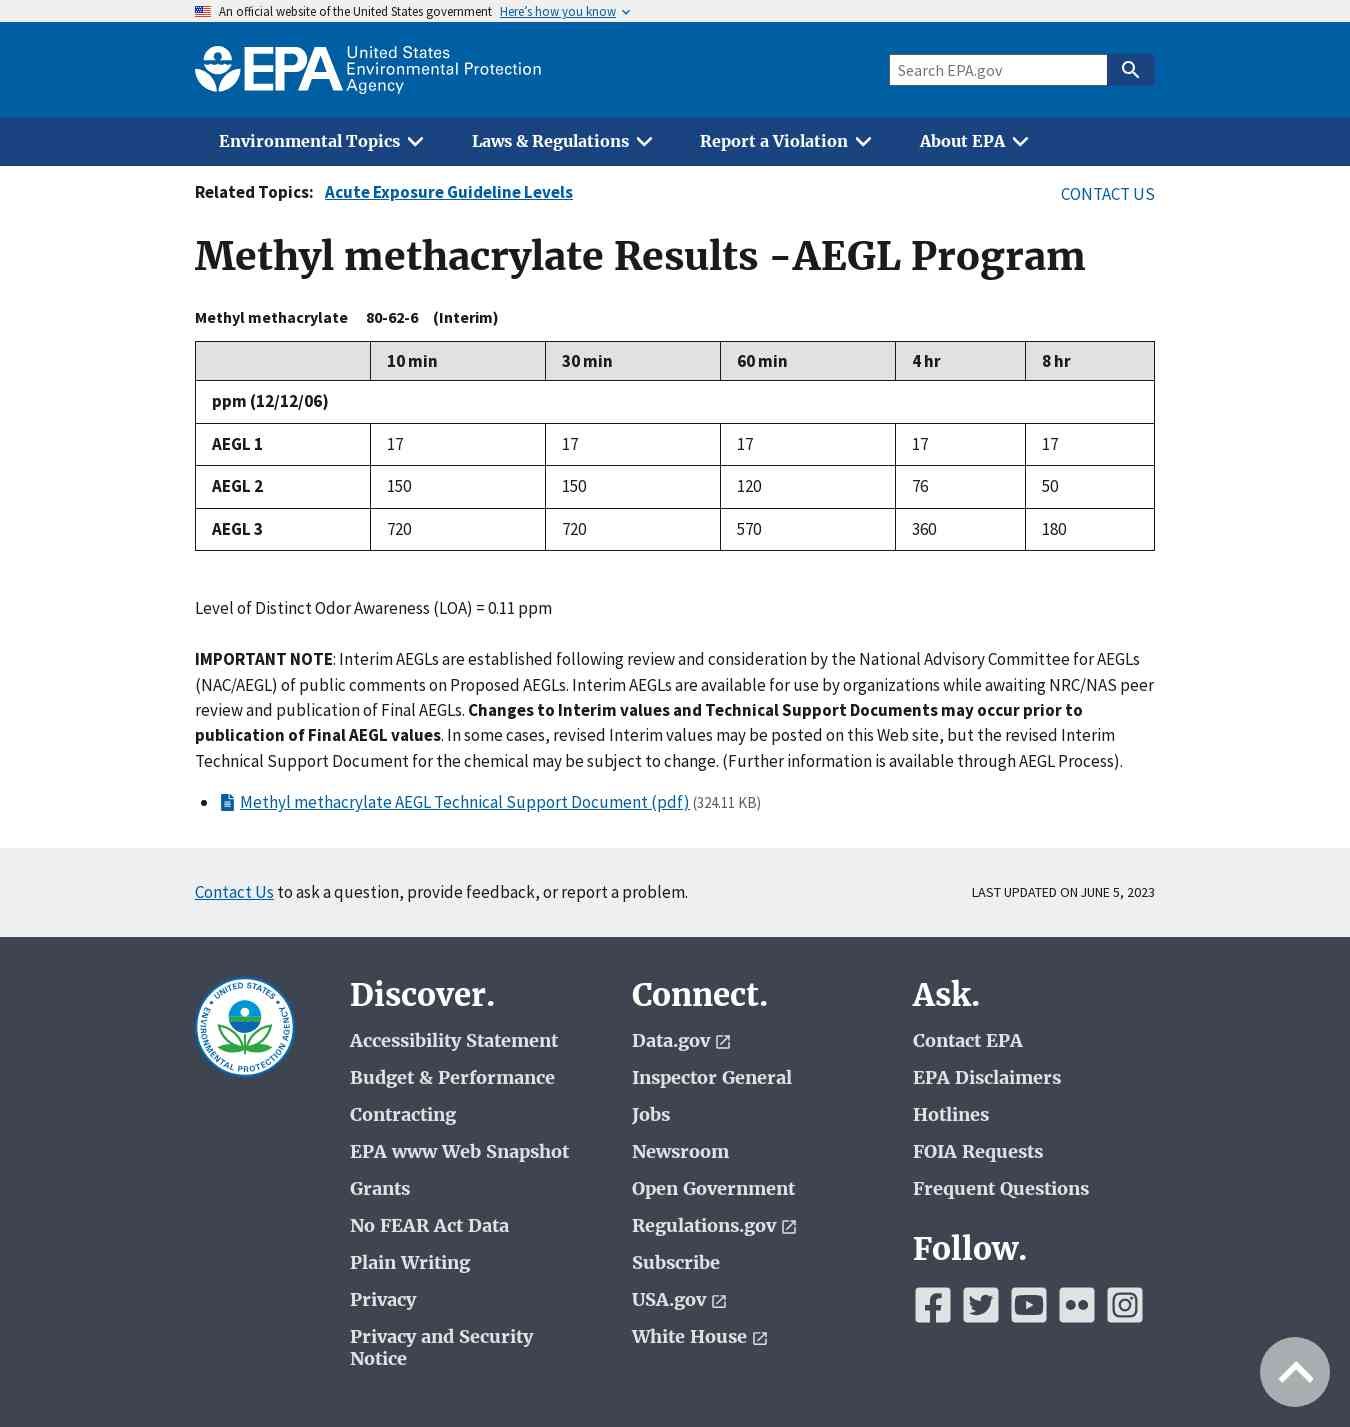 An official website of the United States government Here’s how you know
EPA United States
Environmental Protection
Agency
Search EPA.gov
Environmental Topics Laws & Regulations Report a Violation About EPA
Related Topics: Acute Exposure Guideline Levels CONTACT US
Methyl methacrylate Results -AEGL Program
Methyl methacrylate 80-62-6 (Interim)
10 min 30 min 60 min 4 hr 8 hr
ppm (12/12/06)
AEGL 1 17 17 17 17 17
AEGL 2 150 150 120 76 50
AEGL 3 720 720 570 360 180
Level of Distinct Odor Awareness (LOA) = 0.11 ppm
IMPORTANT NOTE: Interim AEGLs are established following review and consideration by the National Advisory Committee for AEGLs
(NAC/AEGL) of public comments on Proposed AEGLs. Interim AEGLs are available for use by organizations while awaiting NRC/NAS peer
review and publication of Final AEGLs. Changes to Interim values and Technical Support Documents may occur prior to
publication of Final AEGL values. In some cases, revised Interim values may be posted on this Web site, but the revised Interim
Technical Support Document for the chemical may be subject to change. (Further information is available through AEGL Process).
Methyl methacrylate AEGL Technical Support Document (pdf) (324.11 KB)
Contact Us to ask a question, provide feedback, or report a problem. LAST UPDATED ON JUNE 5, 2023
UNITED STATES
ENVIRONMENTAL PROTECTION AGENCY
Discover.
Accessibility Statement
Budget & Performance
Contracting
EPA www Web Snapshot
Grants
No FEAR Act Data
Plain Writing
Privacy
Privacy and Security
Notice
Connect.
Data.gov
Inspector General
Jobs
Newsroom
Open Government
Regulations.gov
Subscribe
USA.gov
White House
Ask.
Contact EPA
EPA Disclaimers
Hotlines
FOIA Requests
Frequent Questions
Follow.